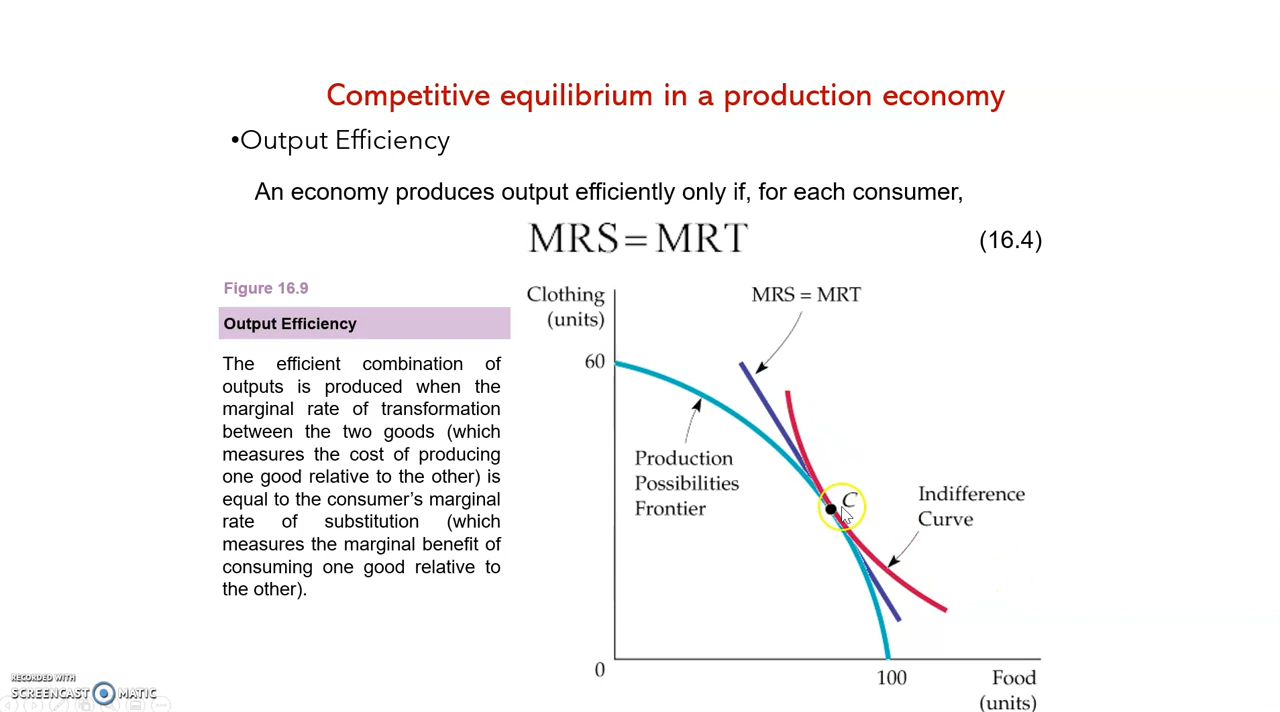 Competitive equilibrium in a production economy
•Output Efficiency
An economy produces output efficiently only if, for each consumer,
MRS = MRT
(16.4)
Figure 16.9
Output Efficiency
The efficient combination of
outputs is produced when the
marginal rate of transformation
between the two goods (which
measures the cost of producing
one good relative to the other) is
equal to the consumer’s marginal
rate of substitution (which
measures the marginal benefit of
consuming one good relative to
the other).
Clothing
(units)
MRS = MRT
60
Production
Possibilities
Frontier
C
Indifference
Curve
0
100
Food
(units)
RECORDED WITH
SCREENCAST MATIC